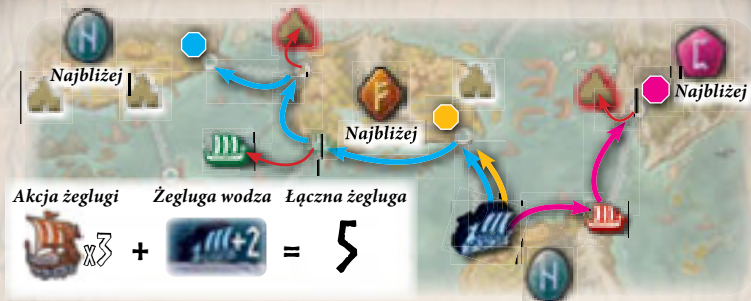 Najbliżej
Najbliżej
Najbliżej
Akcja żeglugi
Żegluga wodza
Łączna żegluga
x3 + +2 = 5